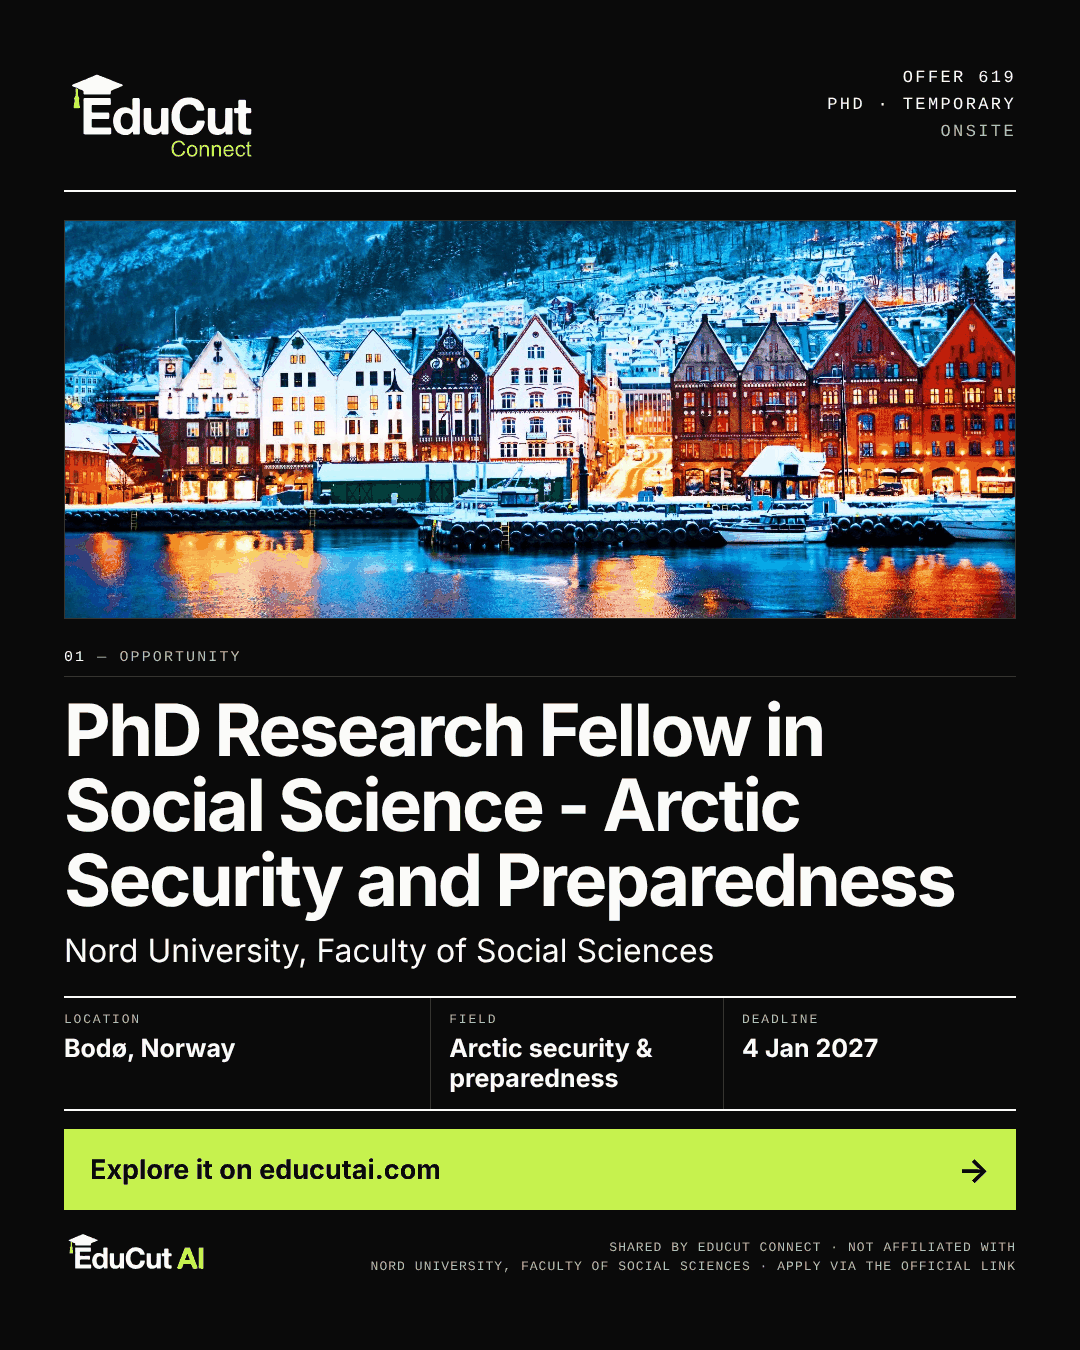 EduCut
Connect
OFFER 619
PHD · TEMPORARY
ONSITE
01 — OPPORTUNITY
PhD Research Fellow in
Social Science - Arctic
Security and Preparedness
Nord University, Faculty of Social Sciences
LOCATION
Bodø, Norway
FIELD
Arctic security &
preparedness
DEADLINE
4 Jan 2027
Explore it on educutai.com →
EduCut AI
SHARED BY EDUCUT CONNECT · NOT AFFILIATED WITH
NORD UNIVERSITY, FACULTY OF SOCIAL SCIENCES · APPLY VIA THE OFFICIAL LINK